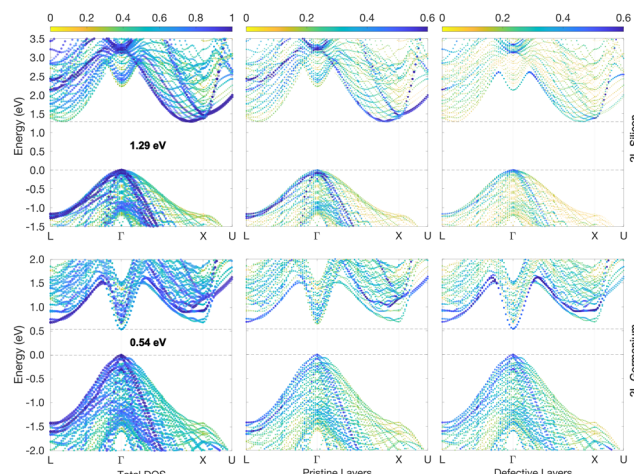 0 0.2 0.4 0.6 0.8 1
0 0.2 0.4 0.6
0 0.2 0.4 0.6
Energy (eV)
3.5
3.0
2.5
2.0
1.5
1.0
0.5
0.0
-0.5
-1.0
-1.5
1.29 eV
L Γ X U
L Γ X U
L Γ X U
2L Silicon
Energy (eV)
2.0
1.5
1.0
0.5
0.0
-0.5
-1.0
-1.5
-2.0
0.54 eV
L Γ X U
L Γ X U
L Γ X U
2L Germanium
Total DOS
Pristine Layers
Defective Layers